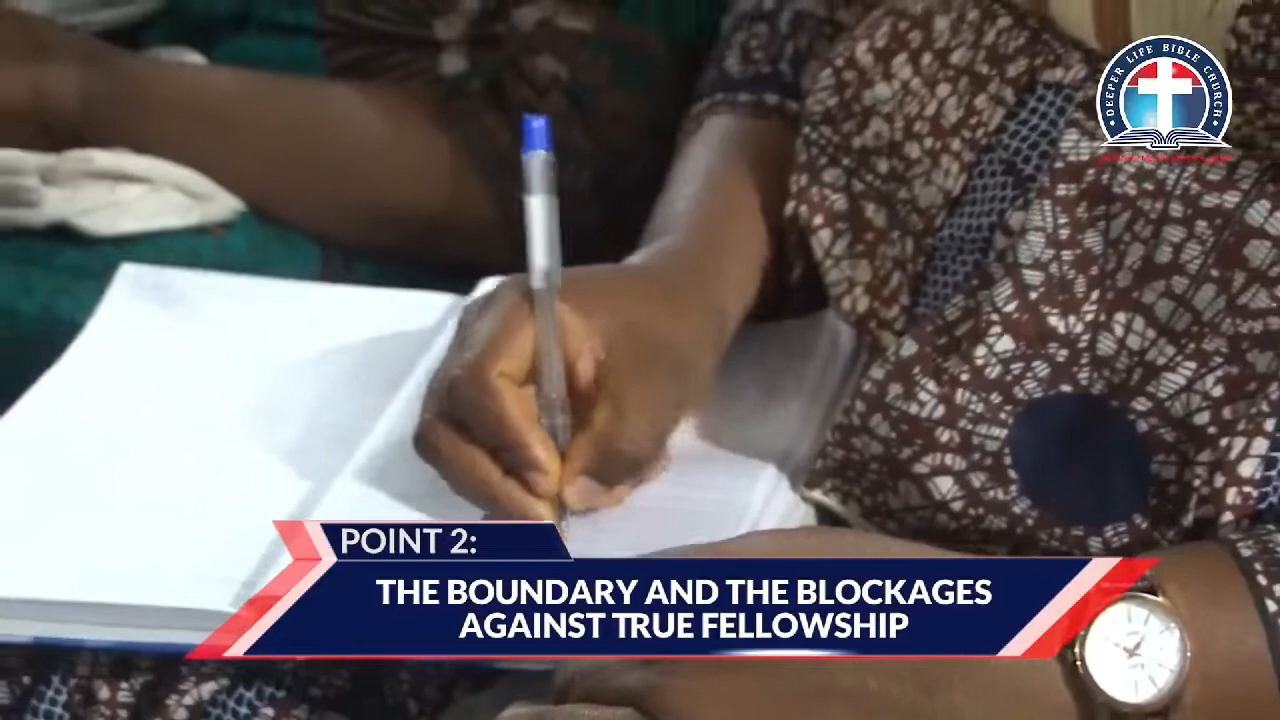 DEEPER LIFE BIBLE CHURCH
POINT 2:
THE BOUNDARY AND THE BLOCKAGES
AGAINST TRUE FELLOWSHIP